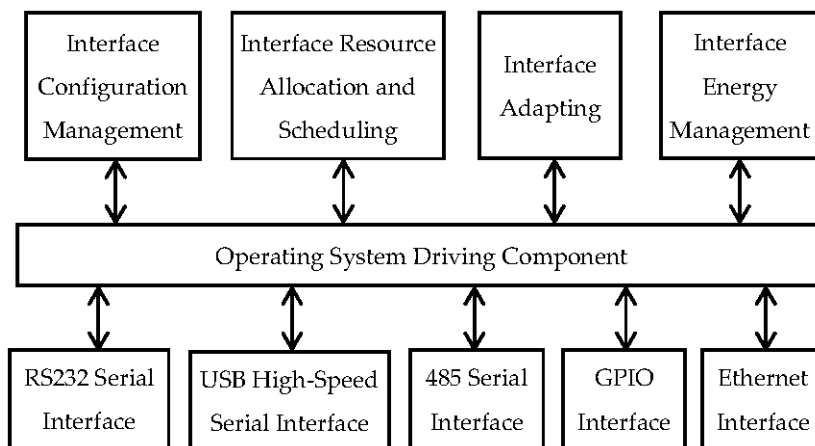 Interface
Configuration
Management
Interface Resource
Allocation and
Scheduling
Interface
Adapting
Interface
Energy
Management
Operating System Driving Component
RS232 Serial
Interface
USB High-Speed
Serial Interface
485 Serial
Interface
GPIO
Interface
Ethernet
Interface